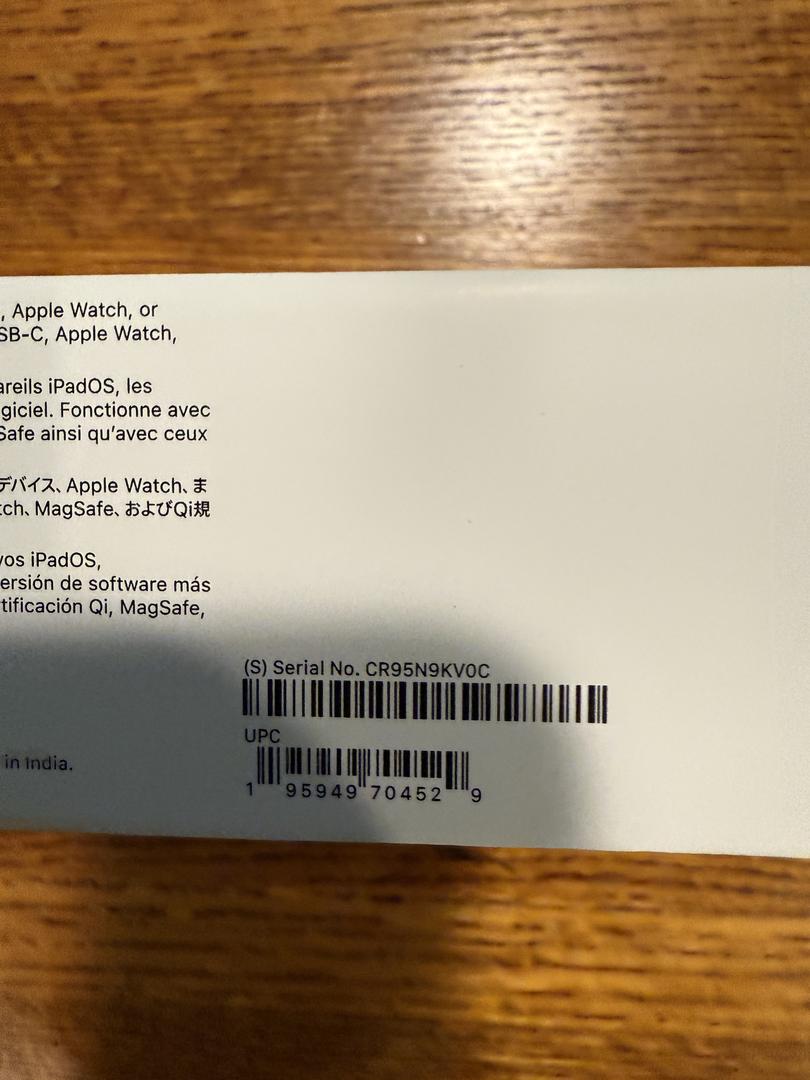 , Apple Watch, or
SB-C, Apple Watch,
areils iPadOS, les
giciel. Fonctionne avec
Safe ainsi qu’avec ceux
デバイス、Apple Watch、ま
tch、MagSafe、およびQi規
vos iPadOS,
ersión de software más
tificación Qi, MagSafe,
in India.
(S) Serial No. CR95N9KV0C
UPC
1 95949 70452 9